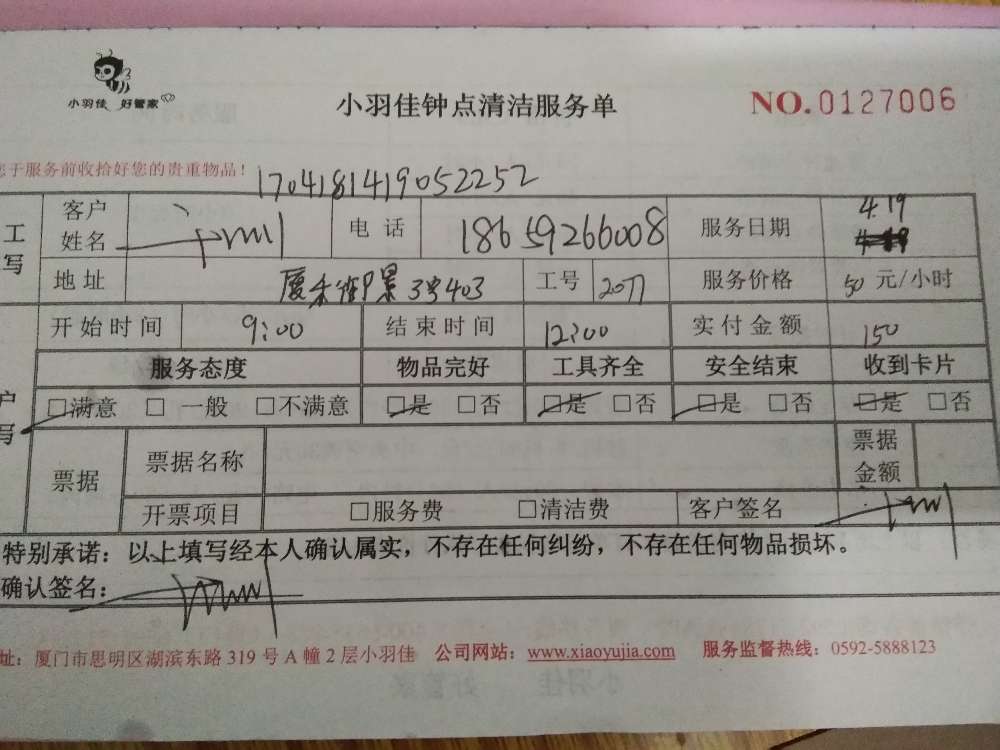 小羽佳 好管家
小羽佳钟点清洁服务单
NO.0127006
您于服务前收拾好您的贵重物品！
1704181419052252
工 客户姓名 电话 18659266008 服务日期 4.19
写 地址 3号403 工号 2077 服务价格 50 元/小时
开始时间 9:00 结束时间 12:00 实付金额 150
服务态度 物品完好 工具齐全 安全结束 收到卡片
户 □满意 □ 一般 □不满意 □是 □否 □是 □否 □是 □否 □是 □否
写 票据 票据名称 票据金额
开票项目 □服务费 □清洁费 客户签名
特别承诺：以上填写经本人确认属实，不存在任何纠纷，不存在任何物品损坏。
确认签名：
址：厦门市思明区湖滨东路 319 号 A 幢 2 层小羽佳 公司网站：www.xiaoyujia.com 服务监督热线：0592-5888123